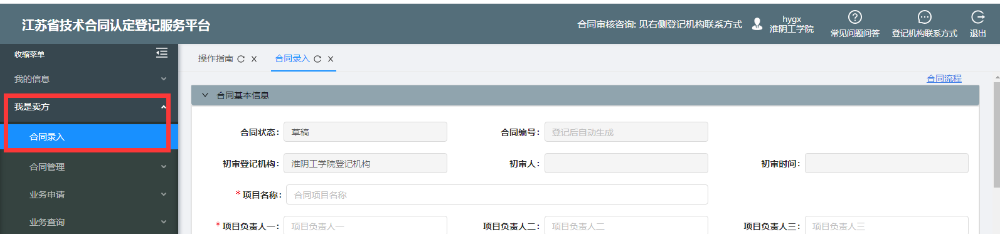 江苏省技术合同认定登记服务平台
合同审核咨询: 见右侧登记机构联系方式
hygx
淮阴工学院
常见问题问答
登记机构联系方式
退出
收缩菜单
操作指南
合同录入
我的信息
合同流程
合同基本信息
我是卖方
合同状态： 草稿
合同编号： 登记后自动生成
合同录入
初审登记机构： 淮阴工学院登记机构
初审人：
初审时间：
合同管理
* 项目名称： 合同项目名称
业务申请
* 项目负责人一： 项目负责人一
项目负责人二： 项目负责人二
项目负责人三： 项目负责人三
业务查询